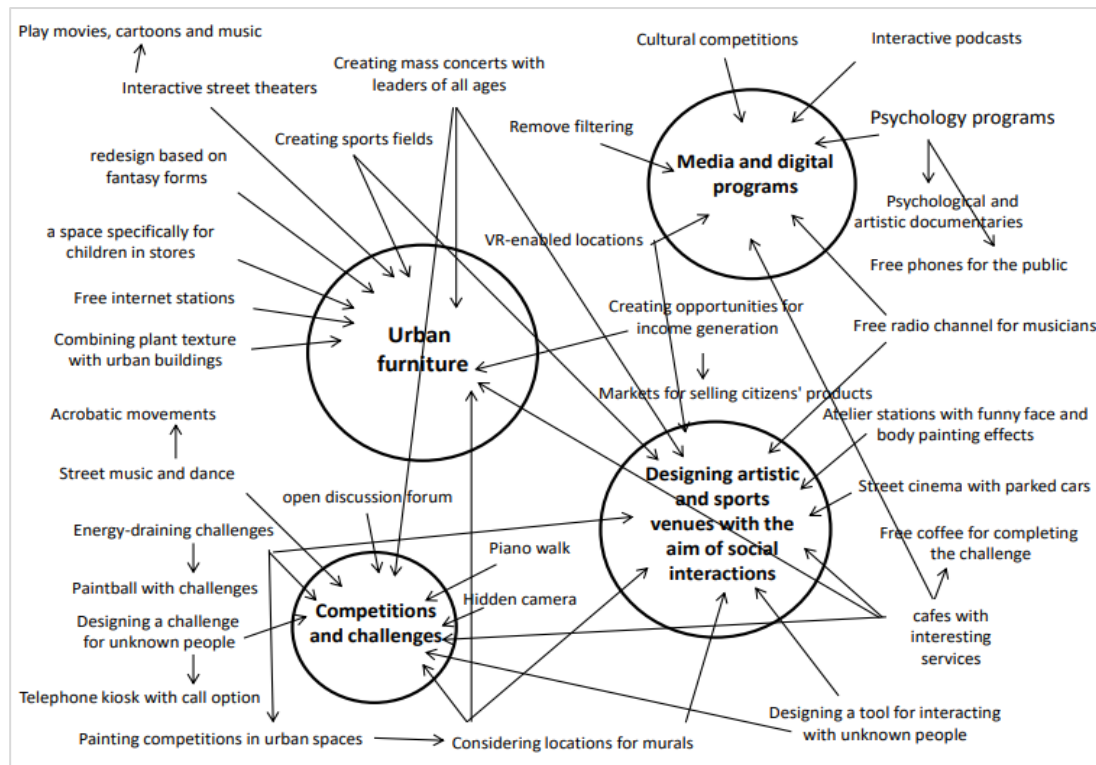 Play movies, cartoons and music
Interactive street theaters
Creating mass concerts with
leaders of all ages
Cultural competitions
Interactive podcasts
Creating sports fields
Remove filtering
Psychology programs
redesign based on
fantasy forms
Media and digital
programs
Psychological and
artistic documentaries
a space specifically for
children in stores
VR-enabled locations
Free phones for the public
Free internet stations
Creating opportunities for
income generation
Free radio channel for musicians
Combining plant texture
with urban buildings
Urban
furniture
Markets for selling citizens' products
Acrobatic movements
Atelier stations with funny face and
body painting effects
Street music and dance
Designing artistic
and sports
venues with the
aim of social
interactions
open discussion forum
Street cinema with parked cars
Energy-draining challenges
Free coffee for completing
the challenge
Piano walk
Paintball with challenges
Hidden camera
Competitions
and challenges
Designing a challenge
for unknown people
cafes with
interesting
services
Telephone kiosk with call option
Designing a tool for interacting
with unknown people
Painting competitions in urban spaces
Considering locations for murals